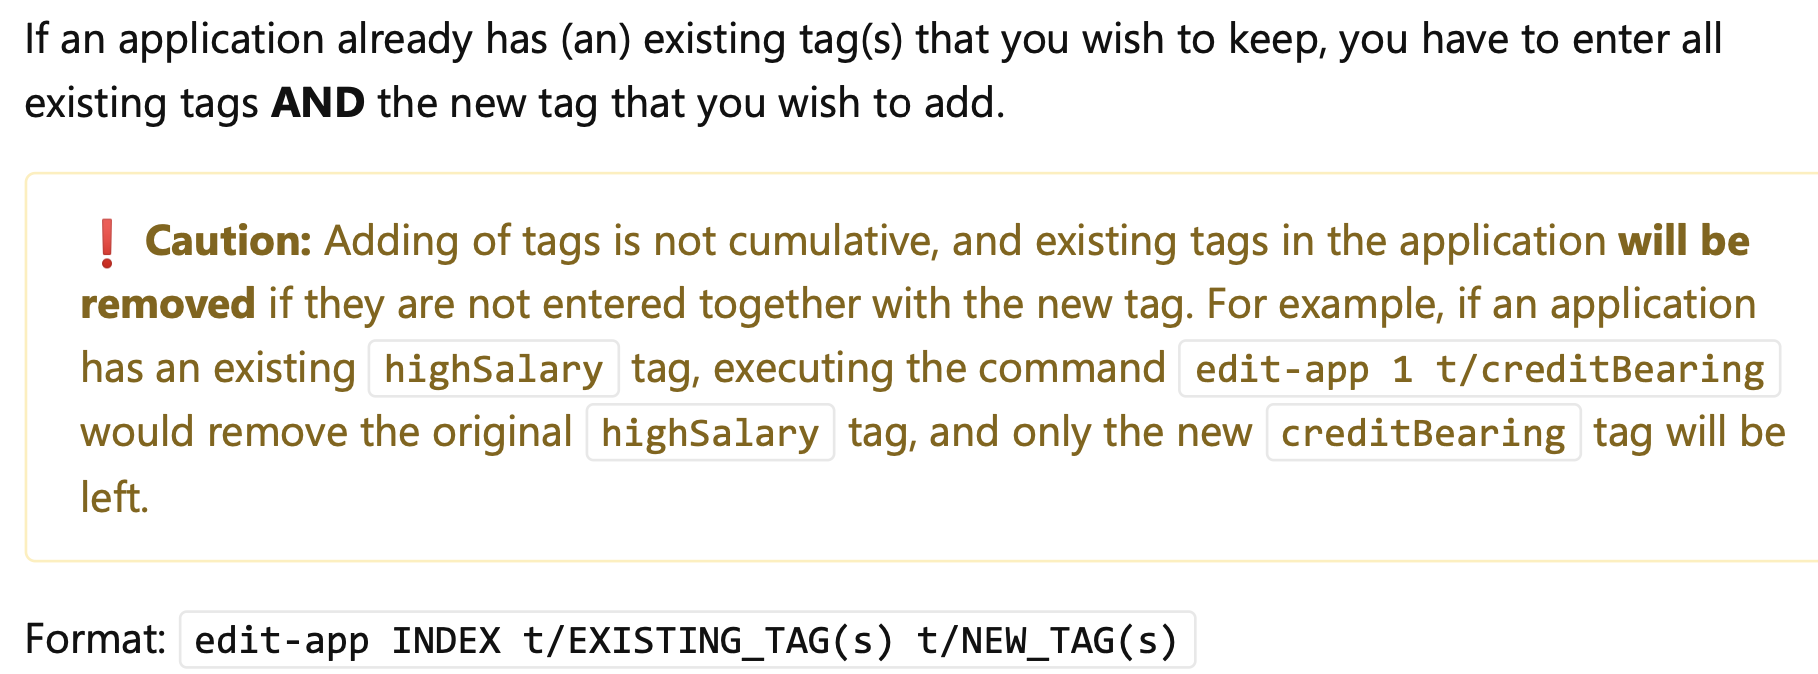 If an application already has (an) existing tag(s) that you wish to keep, you have to enter all
existing tags AND the new tag that you wish to add.
❗ Caution: Adding of tags is not cumulative, and existing tags in the application will be
removed if they are not entered together with the new tag. For example, if an application
has an existing highSalary tag, executing the command edit-app 1 t/creditBearing
would remove the original highSalary tag, and only the new creditBearing tag will be
left.
Format: edit-app INDEX t/EXISTING_TAG(s) t/NEW_TAG(s)